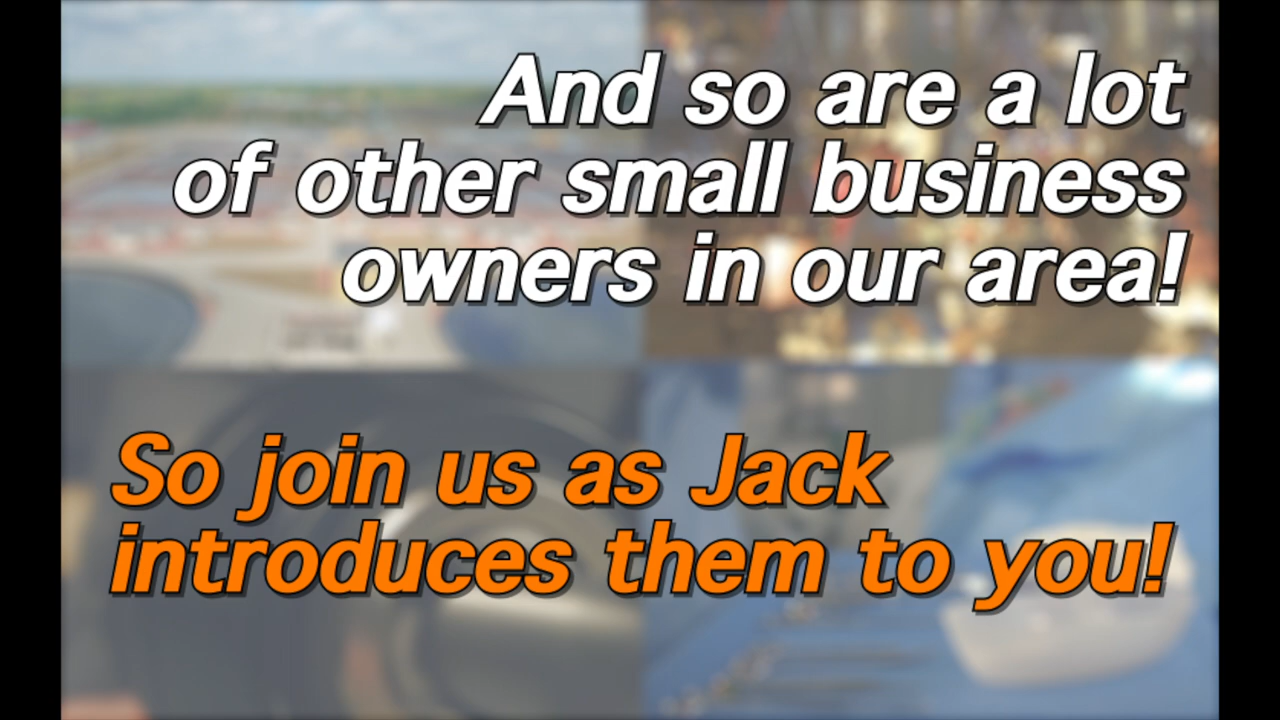 And so are a lot
of other small business
owners in our area!
So join us as Jack
introduces them to you!